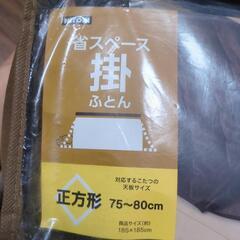 省スペース
掛
ふとん
対応するこたつの
天板サイズ
正方形
75〜80cm
商品サイズ(約)
185×185cm